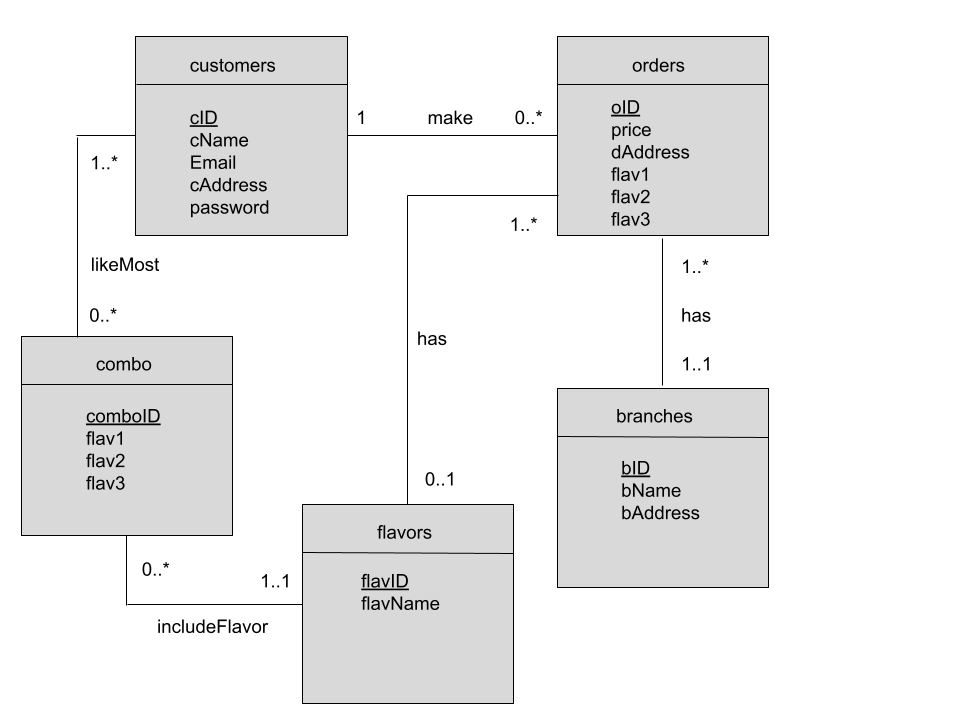 customers
cID
cName
Email
cAddress
password
1
make
0..*
orders
oID
price
dAddress
flav1
flav2
flav3
1..*
likeMost
0..*
1..*
has
0..1
1..*
has
1..1
combo
comboID
flav1
flav2
flav3
branches
bID
bName
bAddress
0..*
1..1
includeFlavor
flavors
flavID
flavName